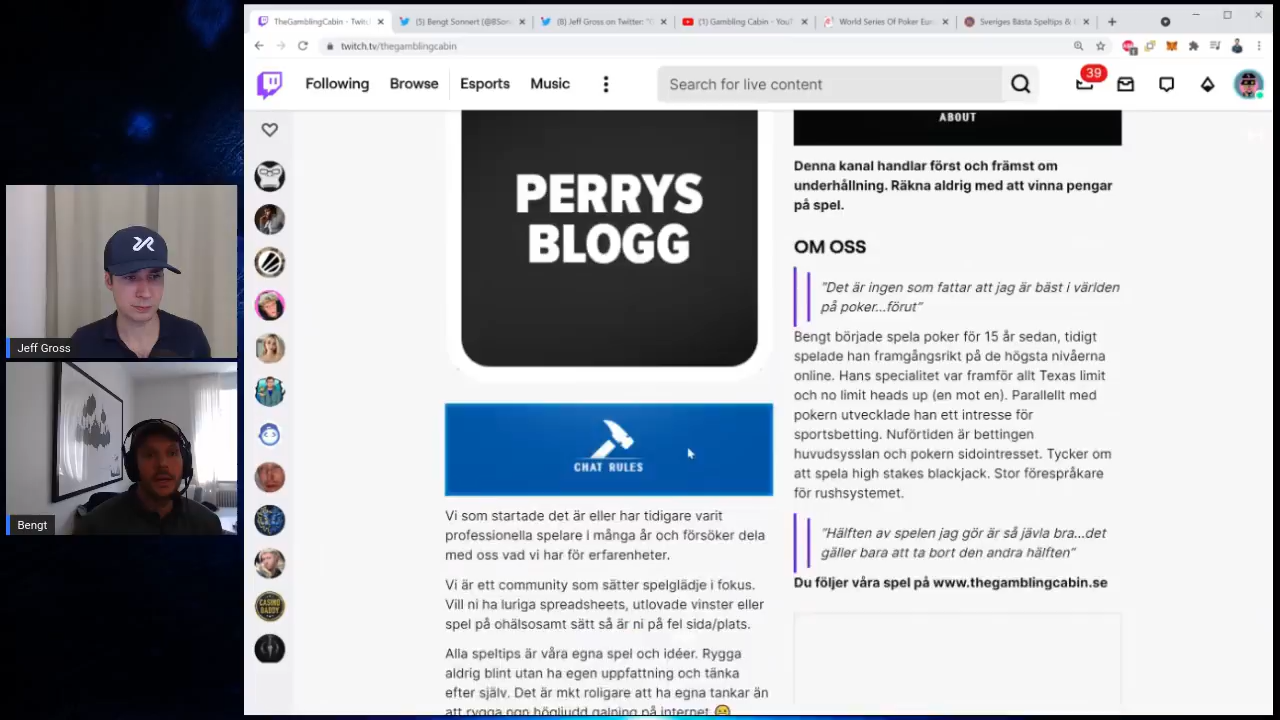 TheGamblingCabin - Twitch
(5) Bengt Sonnert (@BSon
(8) Jeff Gross on Twitter: "
(1) Gambling Cabin - YouT
World Series Of Poker Eur
Sveriges Bästa Speltips &
twitch.tv/thegamblingcabin
Following
Browse
Esports
Music
Search for live content
39
PERRYS
BLOGG
CHAT RULES
Vi som startade det är eller har tidigare varit
professionella spelare i många år och försöker dela
med oss vad vi har för erfarenheter.
Vi är ett community som sätter spelglädje i fokus.
Vill ni ha luriga spreadsheets, utlovade vinster eller
spel på ohälsosamt sätt så är ni på fel sida/plats.
Alla speltips är våra egna spel och idéer. Rygga
aldrig blint utan ha egen uppfattning och tänka
efter själv. Det är mkt roligare att ha egna tankar än
att rygga ngn högljudd galning på internet 😀
ABOUT
Denna kanal handlar först och främst om
underhållning. Räkna aldrig med att vinna pengar
på spel.
OM OSS
"Det är ingen som fattar att jag är bäst i världen
på poker...förut"
Bengt började spela poker för 15 år sedan, tidigt
spelade han framgångsrikt på de högsta nivåerna
online. Hans specialitet var framför allt Texas limit
och no limit heads up (en mot en). Parallellt med
pokern utvecklade han ett intresse för
sportsbetting. Nuförtiden är bettingen
huvudsysslan och pokern sidointresset. Tycker om
att spela high stakes blackjack. Stor förespråkare
för rushsystemet.
"Hälften av spelen jag gör är så jävla bra...det
gäller bara att ta bort den andra hälften"
Du följer våra spel på www.thegamblingcabin.se
Jeff Gross
Bengt
CASINO
DADDY